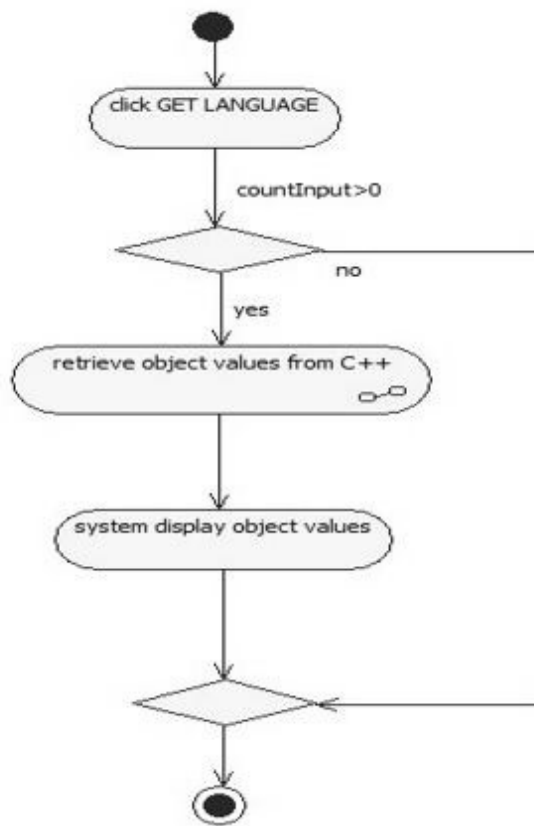 click GET LANGUAGE
countInput>0
no
yes
retrieve object values from C++
system display object values